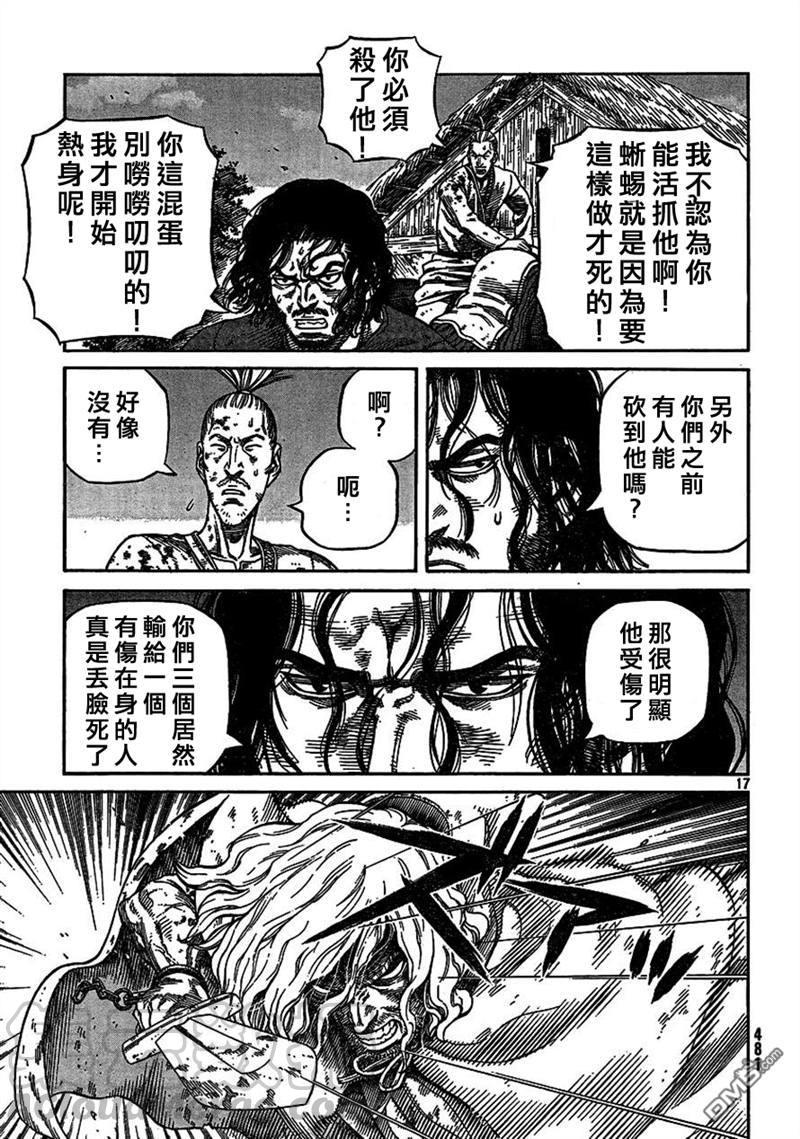 我不認為你
能活抓他啊！
蜥蜴就是因為要
這樣做才死的！
你必須
殺了他！
你這混蛋
別嘮嘮叨叨的！
我才開始
熱身呢！
另外
你們之前
有人能
砍到他嗎？
啊？
呃…
好像
沒有…
那很明顯
他受傷了
你們三個居然
輸給一個
有傷在身的人
真是丟臉死了
17
DM5.com